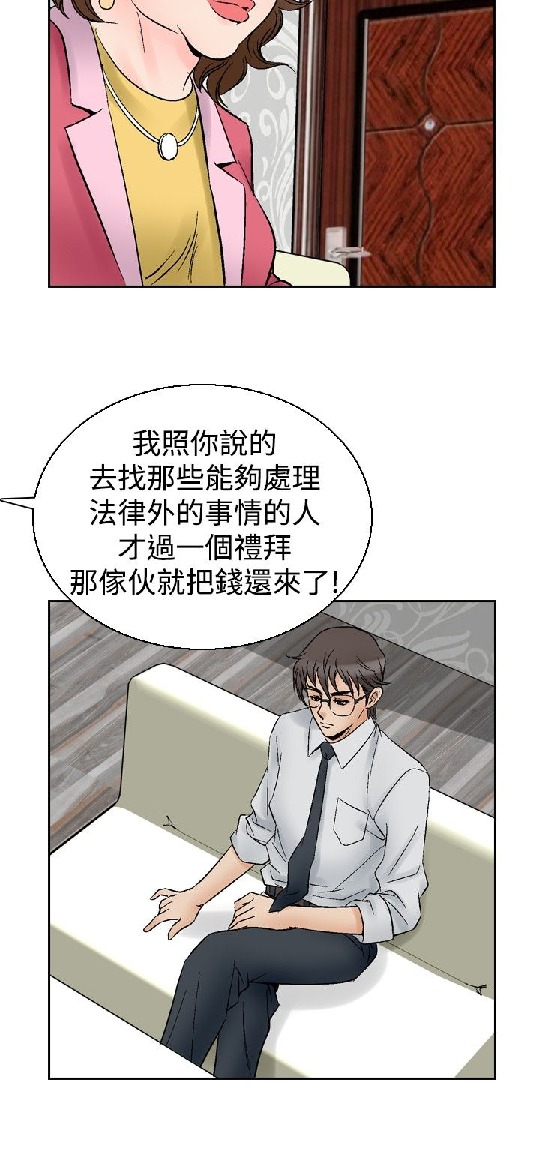 我照你說的
去找那些能夠處理
法律外的事情的人
才過一個禮拜
那傢伙就把錢還來了!